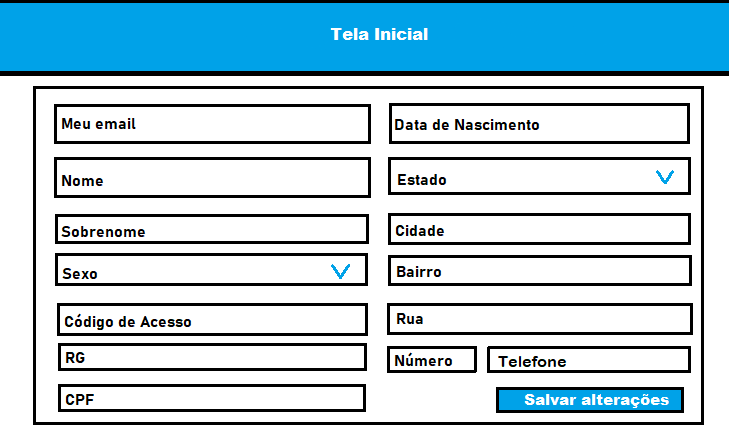 Tela Inicial
Meu email
Data de Nascimento
Nome
Estado
Sobrenome
Cidade
Sexo
Bairro
Código de Acesso
Rua
RG
Número
Telefone
CPF
Salvar alterações